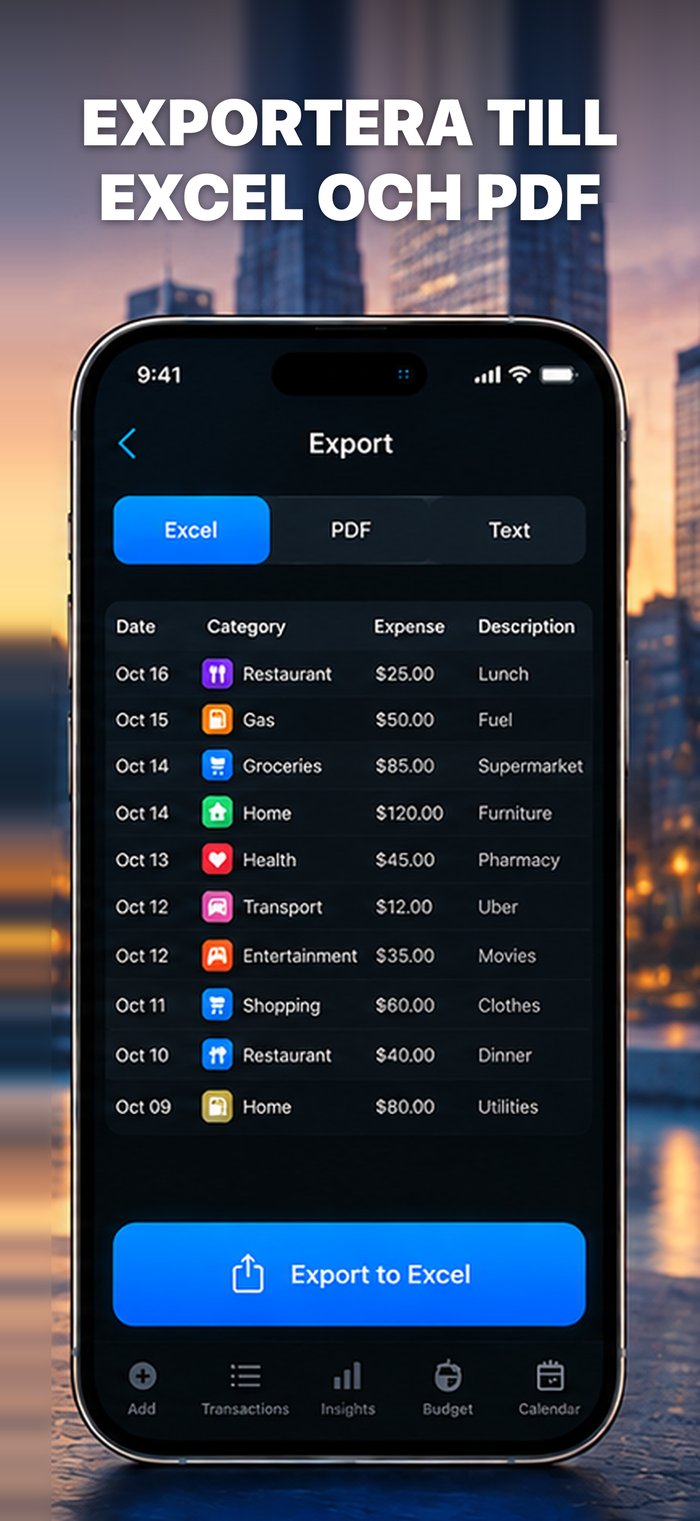 EXPORTERA TILL
EXCEL OCH PDF
9:41
Export
Excel PDF Text
Date Category Expense Description
Oct 16 Restaurant $25.00 Lunch
Oct 15 Gas $50.00 Fuel
Oct 14 Groceries $85.00 Supermarket
Oct 14 Home $120.00 Furniture
Oct 13 Health $45.00 Pharmacy
Oct 12 Transport $12.00 Uber
Oct 12 Entertainment $35.00 Movies
Oct 11 Shopping $60.00 Clothes
Oct 10 Restaurant $40.00 Dinner
Oct 09 Home $80.00 Utilities
Export to Excel
Add Transactions Insights Budget Calendar